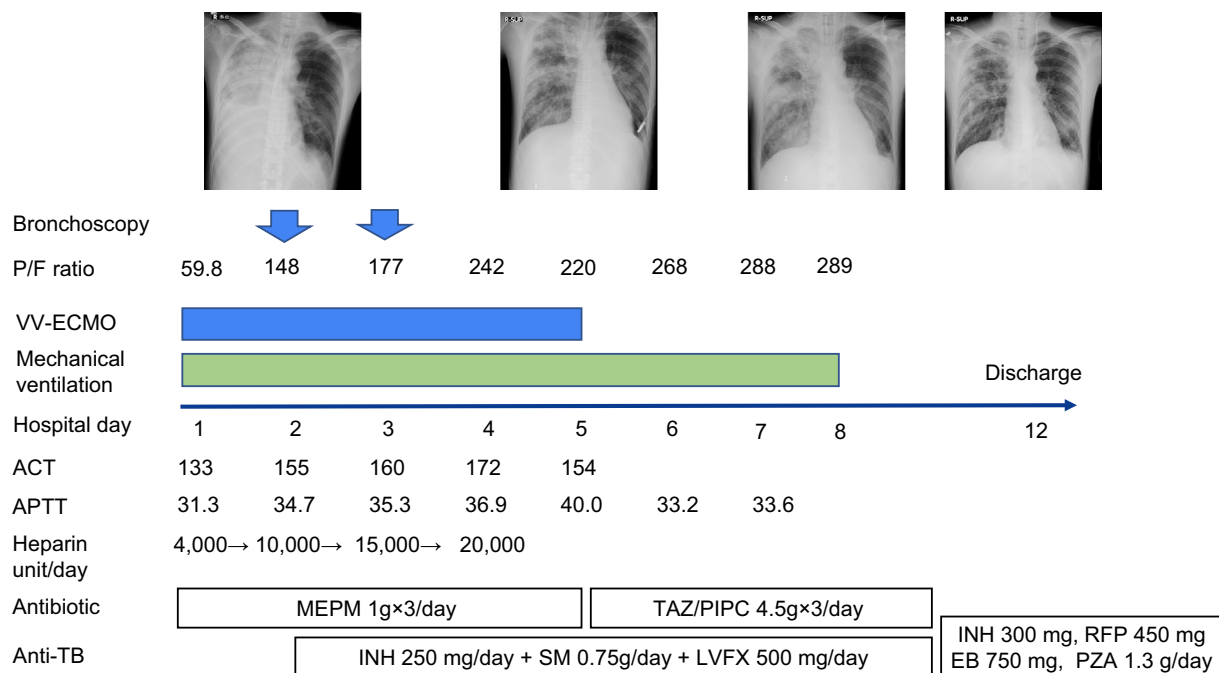 R
R-SUP
R-SUP
R-SUP
Bronchoscopy
P/F ratio 59.8 148 177 242 220 268 288 289
VV-ECMO
Mechanical
ventilation
Discharge
Hospital day 1 2 3 4 5 6 7 8 12
ACT 133 155 160 172 154
APTT 31.3 34.7 35.3 36.9 40.0 33.2 33.6
Heparin
unit/day
4,000→ 10,000→ 15,000→ 20,000
Antibiotic MEPM 1g×3/day TAZ/PIPC 4.5g×3/day
Anti-TB INH 250 mg/day + SM 0.75g/day + LVFX 500 mg/day
INH 300 mg, RFP 450 mg
EB 750 mg, PZA 1.3 g/day